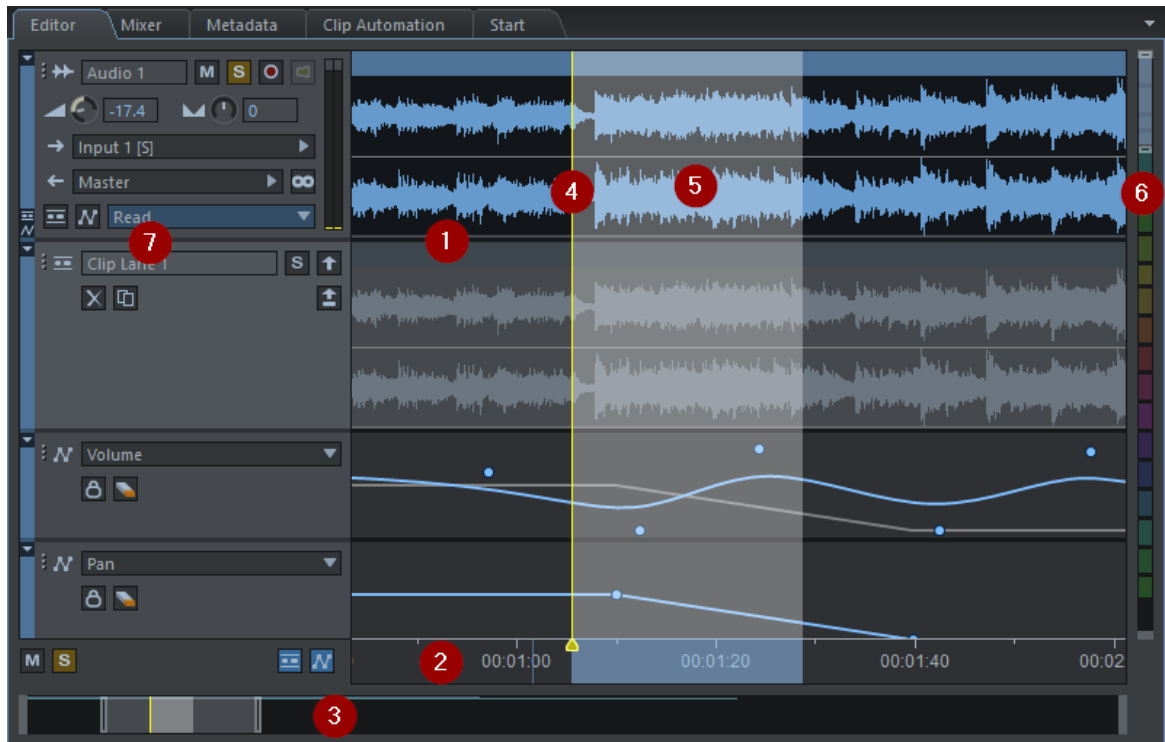 Editor Mixer Metadata Clip Automation Start
Audio 1 M S
-17.4 0
Input 1 [S]
Master
4 5 6
Read
7 1
Clip Lane 1 S
Volume
Pan
M S
2 00:01:00 00:01:20 00:01:40 00:02
3